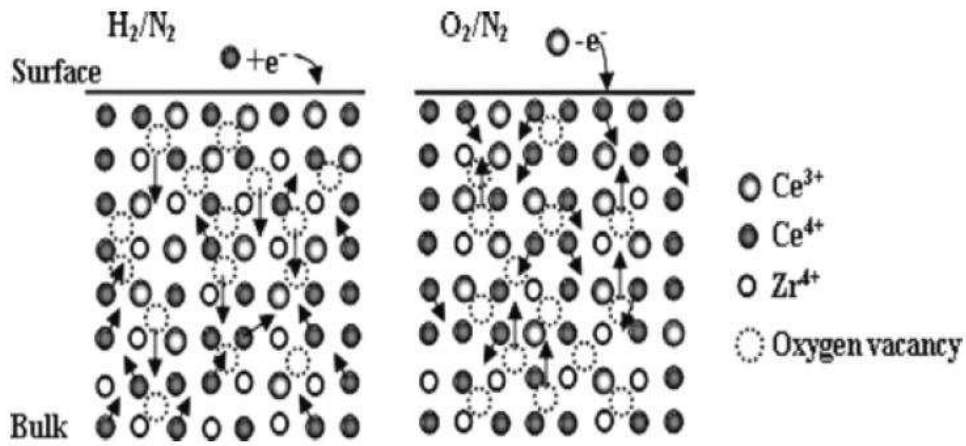 H₂/N₂
O₂/N₂
+e⁻
-e⁻
Surface
Ce³⁺
Ce⁴⁺
Zr⁴⁺
Oxygen vacancy
Bulk